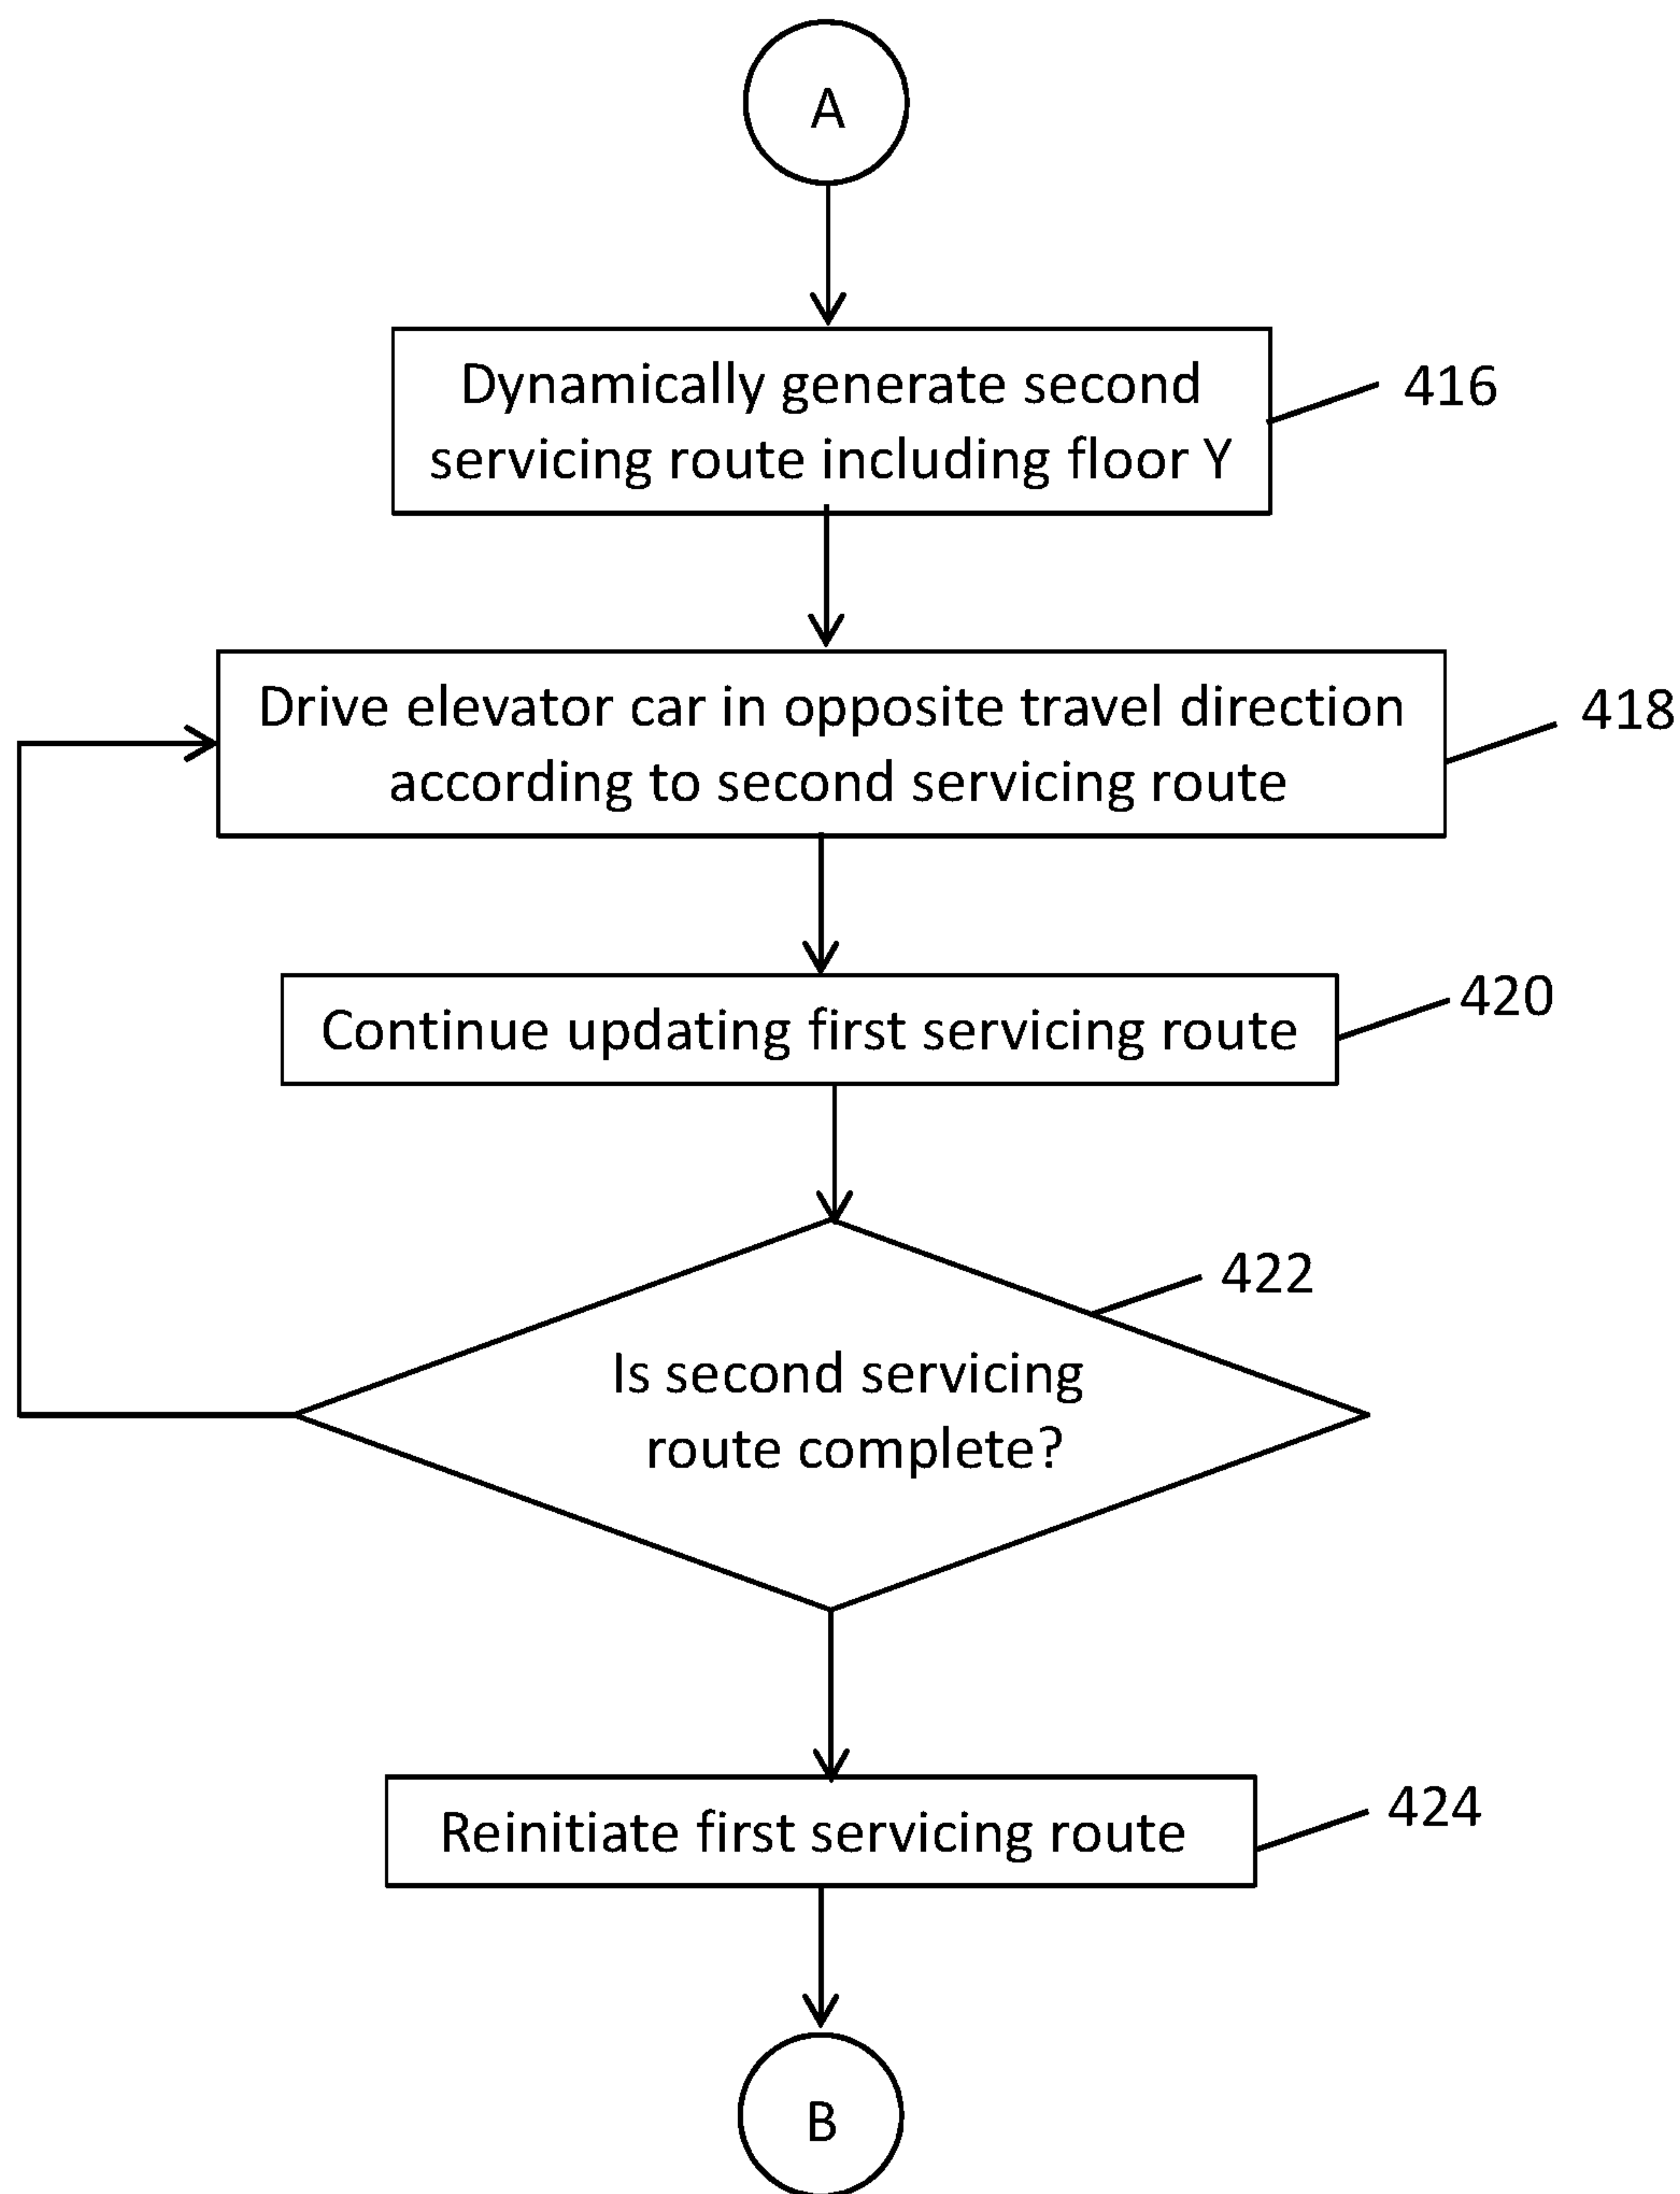 A
Dynamically generate second
servicing route including floor Y
416
Drive elevator car in opposite travel direction
according to second servicing route
418
Continue updating first servicing route
420
Is second servicing
route complete?
422
Reinitiate first servicing route
424
B